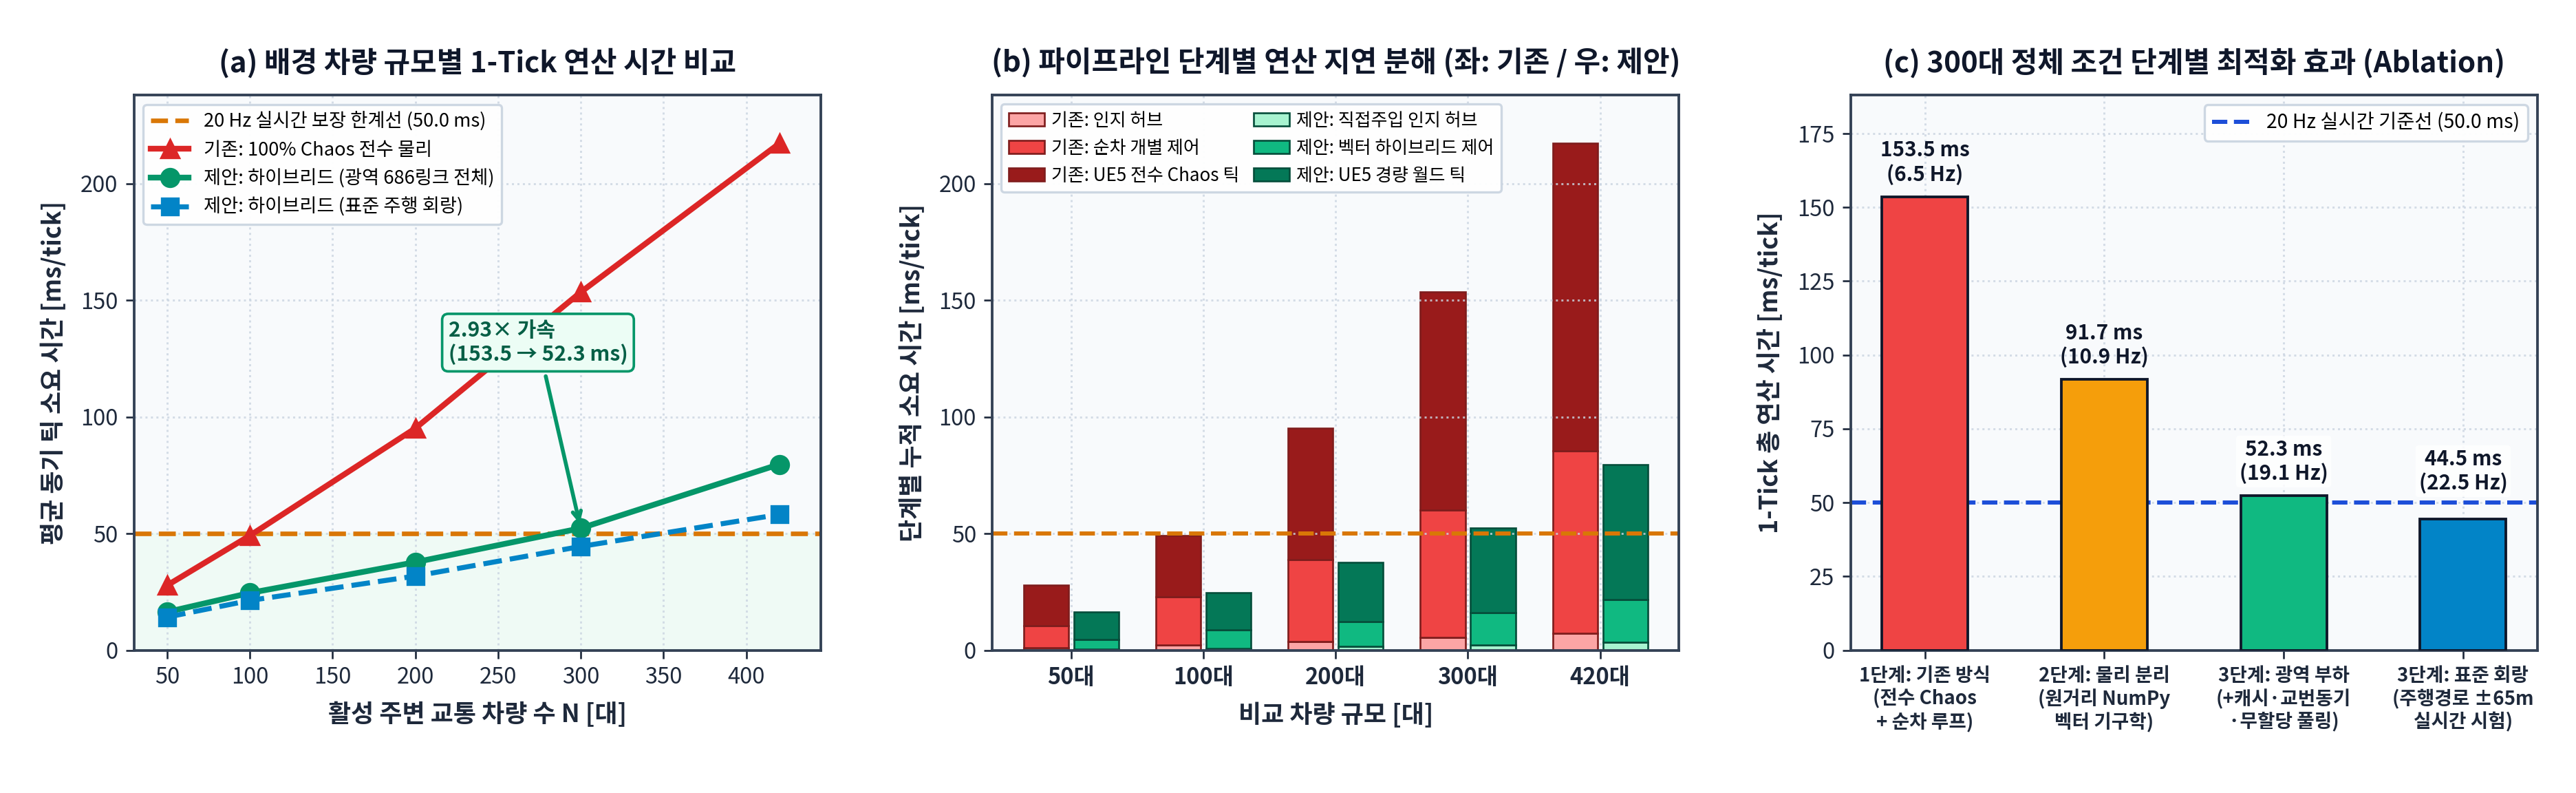 (a) 배경 차량 규모별 1-Tick 연산 시간 비교
20 Hz 실시간 보장 한계선 (50.0 ms)
기존: 100% Chaos 전수 물리
제안: 하이브리드 (광역 686링크 전체)
제안: 하이브리드 (표준 주행 회랑)
2.93× 가속
(153.5 → 52.3 ms)
평균 동기 틱 소요 시간 [ms/tick]
200
150
100
50
0
50 100 150 200 250 300 350 400
활성 주변 교통 차량 수 N [대]
(b) 파이프라인 단계별 연산 지연 분해 (좌: 기존 / 우: 제안)
기존: 인지 허브
기존: 순차 개별 제어
기존: UE5 전수 Chaos 틱
제안: 직접주입 인지 허브
제안: 벡터 하이브리드 제어
제안: UE5 경량 월드 틱
단계별 누적 소요 시간 [ms/tick]
200
150
100
50
0
50대 100대 200대 300대 420대
비교 차량 규모 [대]
(c) 300대 정체 조건 단계별 최적화 효과 (Ablation)
20 Hz 실시간 기준선 (50.0 ms)
1-Tick 총 연산 시간 [ms/tick]
175
150
125
100
75
50
25
0
153.5 ms
(6.5 Hz)
91.7 ms
(10.9 Hz)
52.3 ms
(19.1 Hz)
44.5 ms
(22.5 Hz)
1단계: 기존 방식
(전수 Chaos
+ 순차 루프)
2단계: 물리 분리
(원거리 NumPy
벡터 기구학)
3단계: 광역 부하
(+캐시·교번동기
·무할당 풀링)
3단계: 표준 회랑
(주행경로 ±65m
실시간 시험)